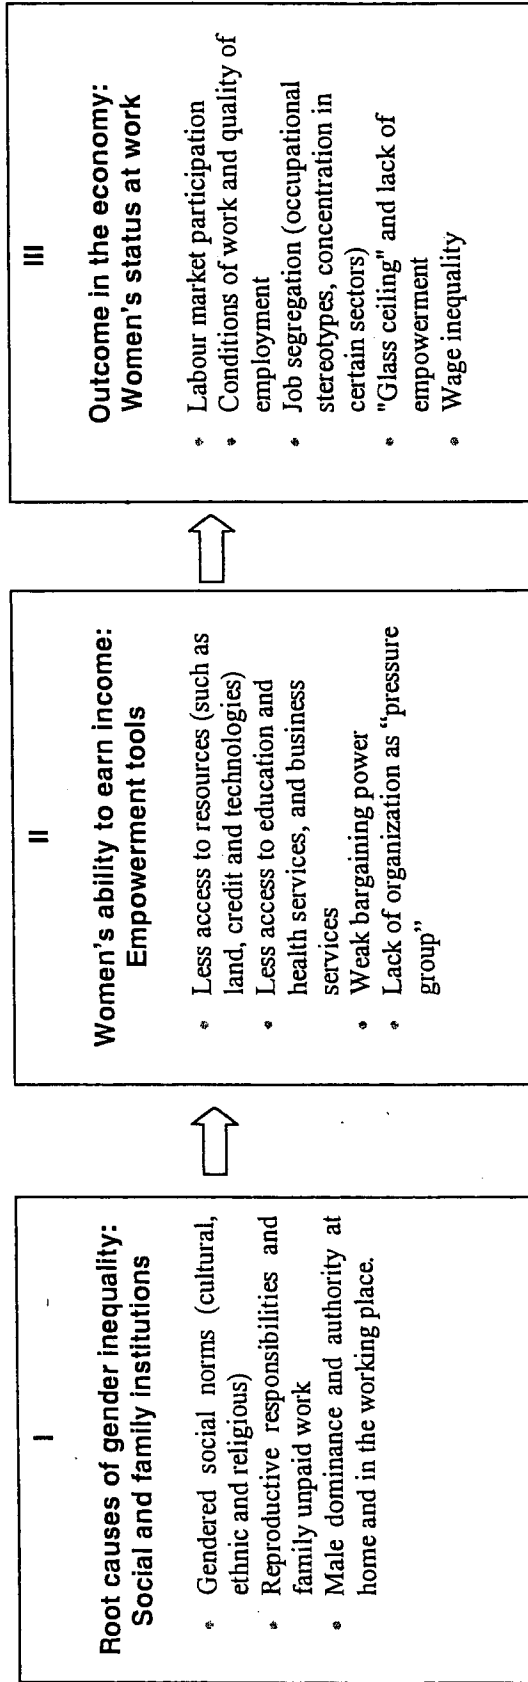 I
Root causes of gender inequality:
Social and family institutions
• Gendered social norms (cultural,
ethnic and religious)
• Reproductive responsibilities and
family unpaid work
• Male dominance and authority at
home and in the working place.
II
Women's ability to earn income:
Empowerment tools
• Less access to resources (such as
land, credit and technologies)
• Less access to education and
health services, and business
services
• Weak bargaining power
• Lack of organization as “pressure
group”
III
Outcome in the economy:
Women's status at work
• Labour market participation
• Conditions of work and quality of
employment
• Job segregation (occupational
stereotypes, concentration in
certain sectors)
• "Glass ceiling" and lack of
empowerment
• Wage inequality